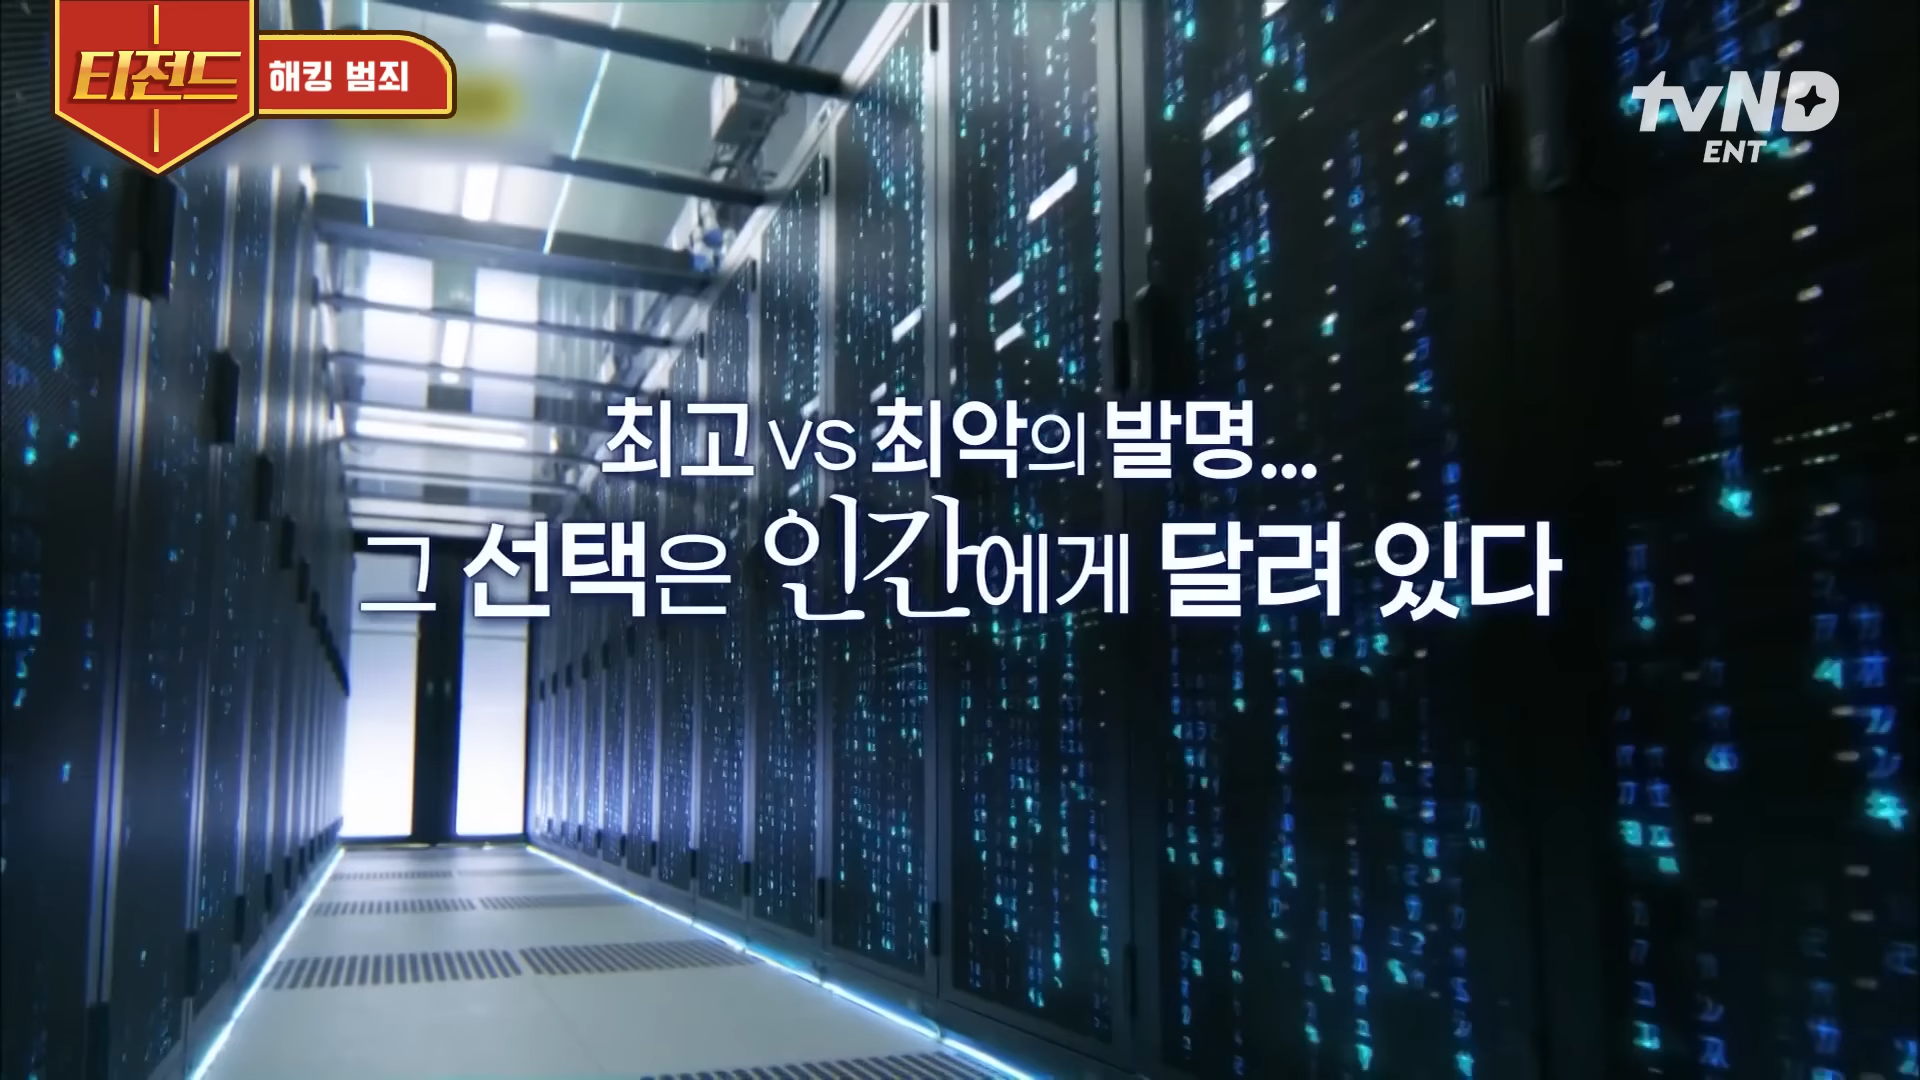 티전드
해킹 범죄
tvND
ENT
최고 VS 최악의 발명...
그 선택은 인간에게 달려 있다